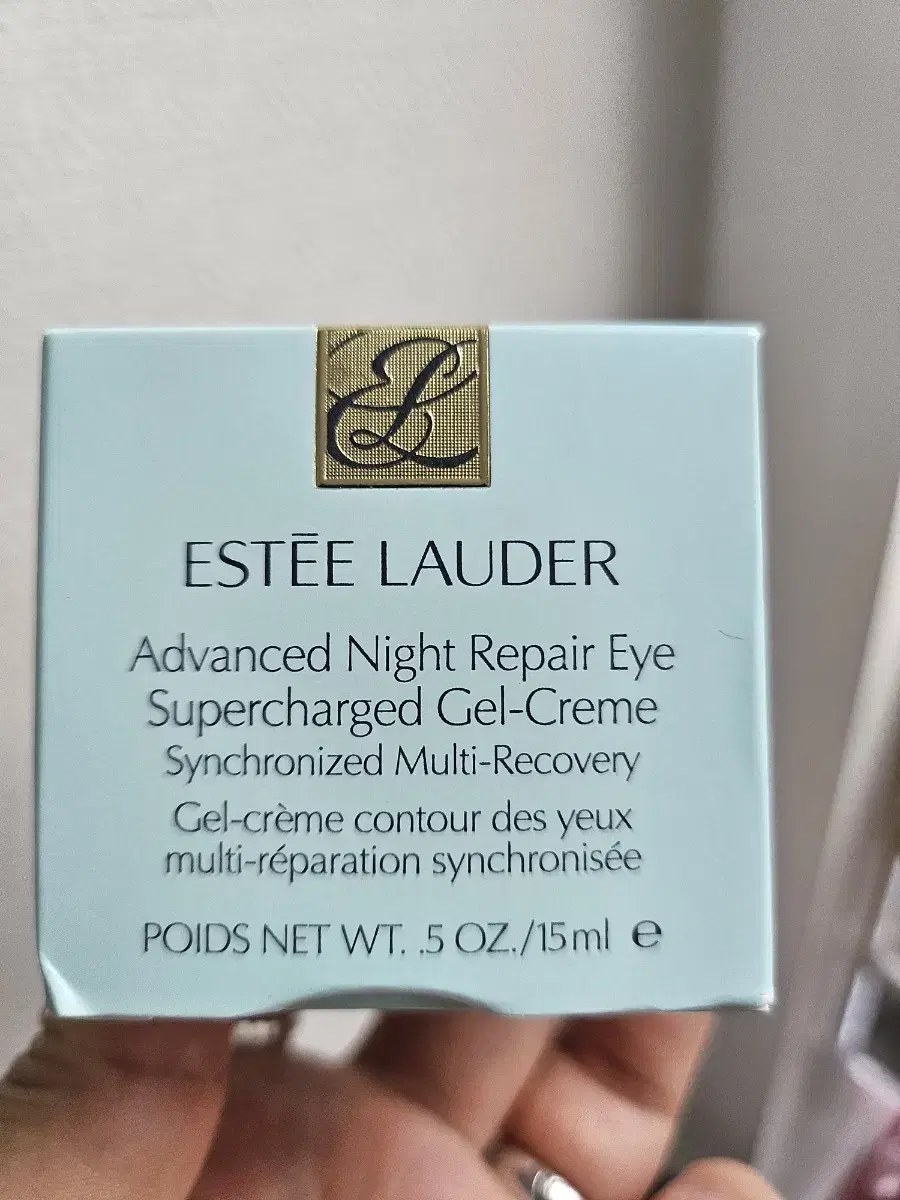 EL
ESTĒE LAUDER
Advanced Night Repair Eye
Supercharged Gel-Creme
Synchronized Multi-Recovery
Gel-crème contour des yeux
multi-réparation synchronisée
POIDS NET WT. .5 OZ./15ml ℮